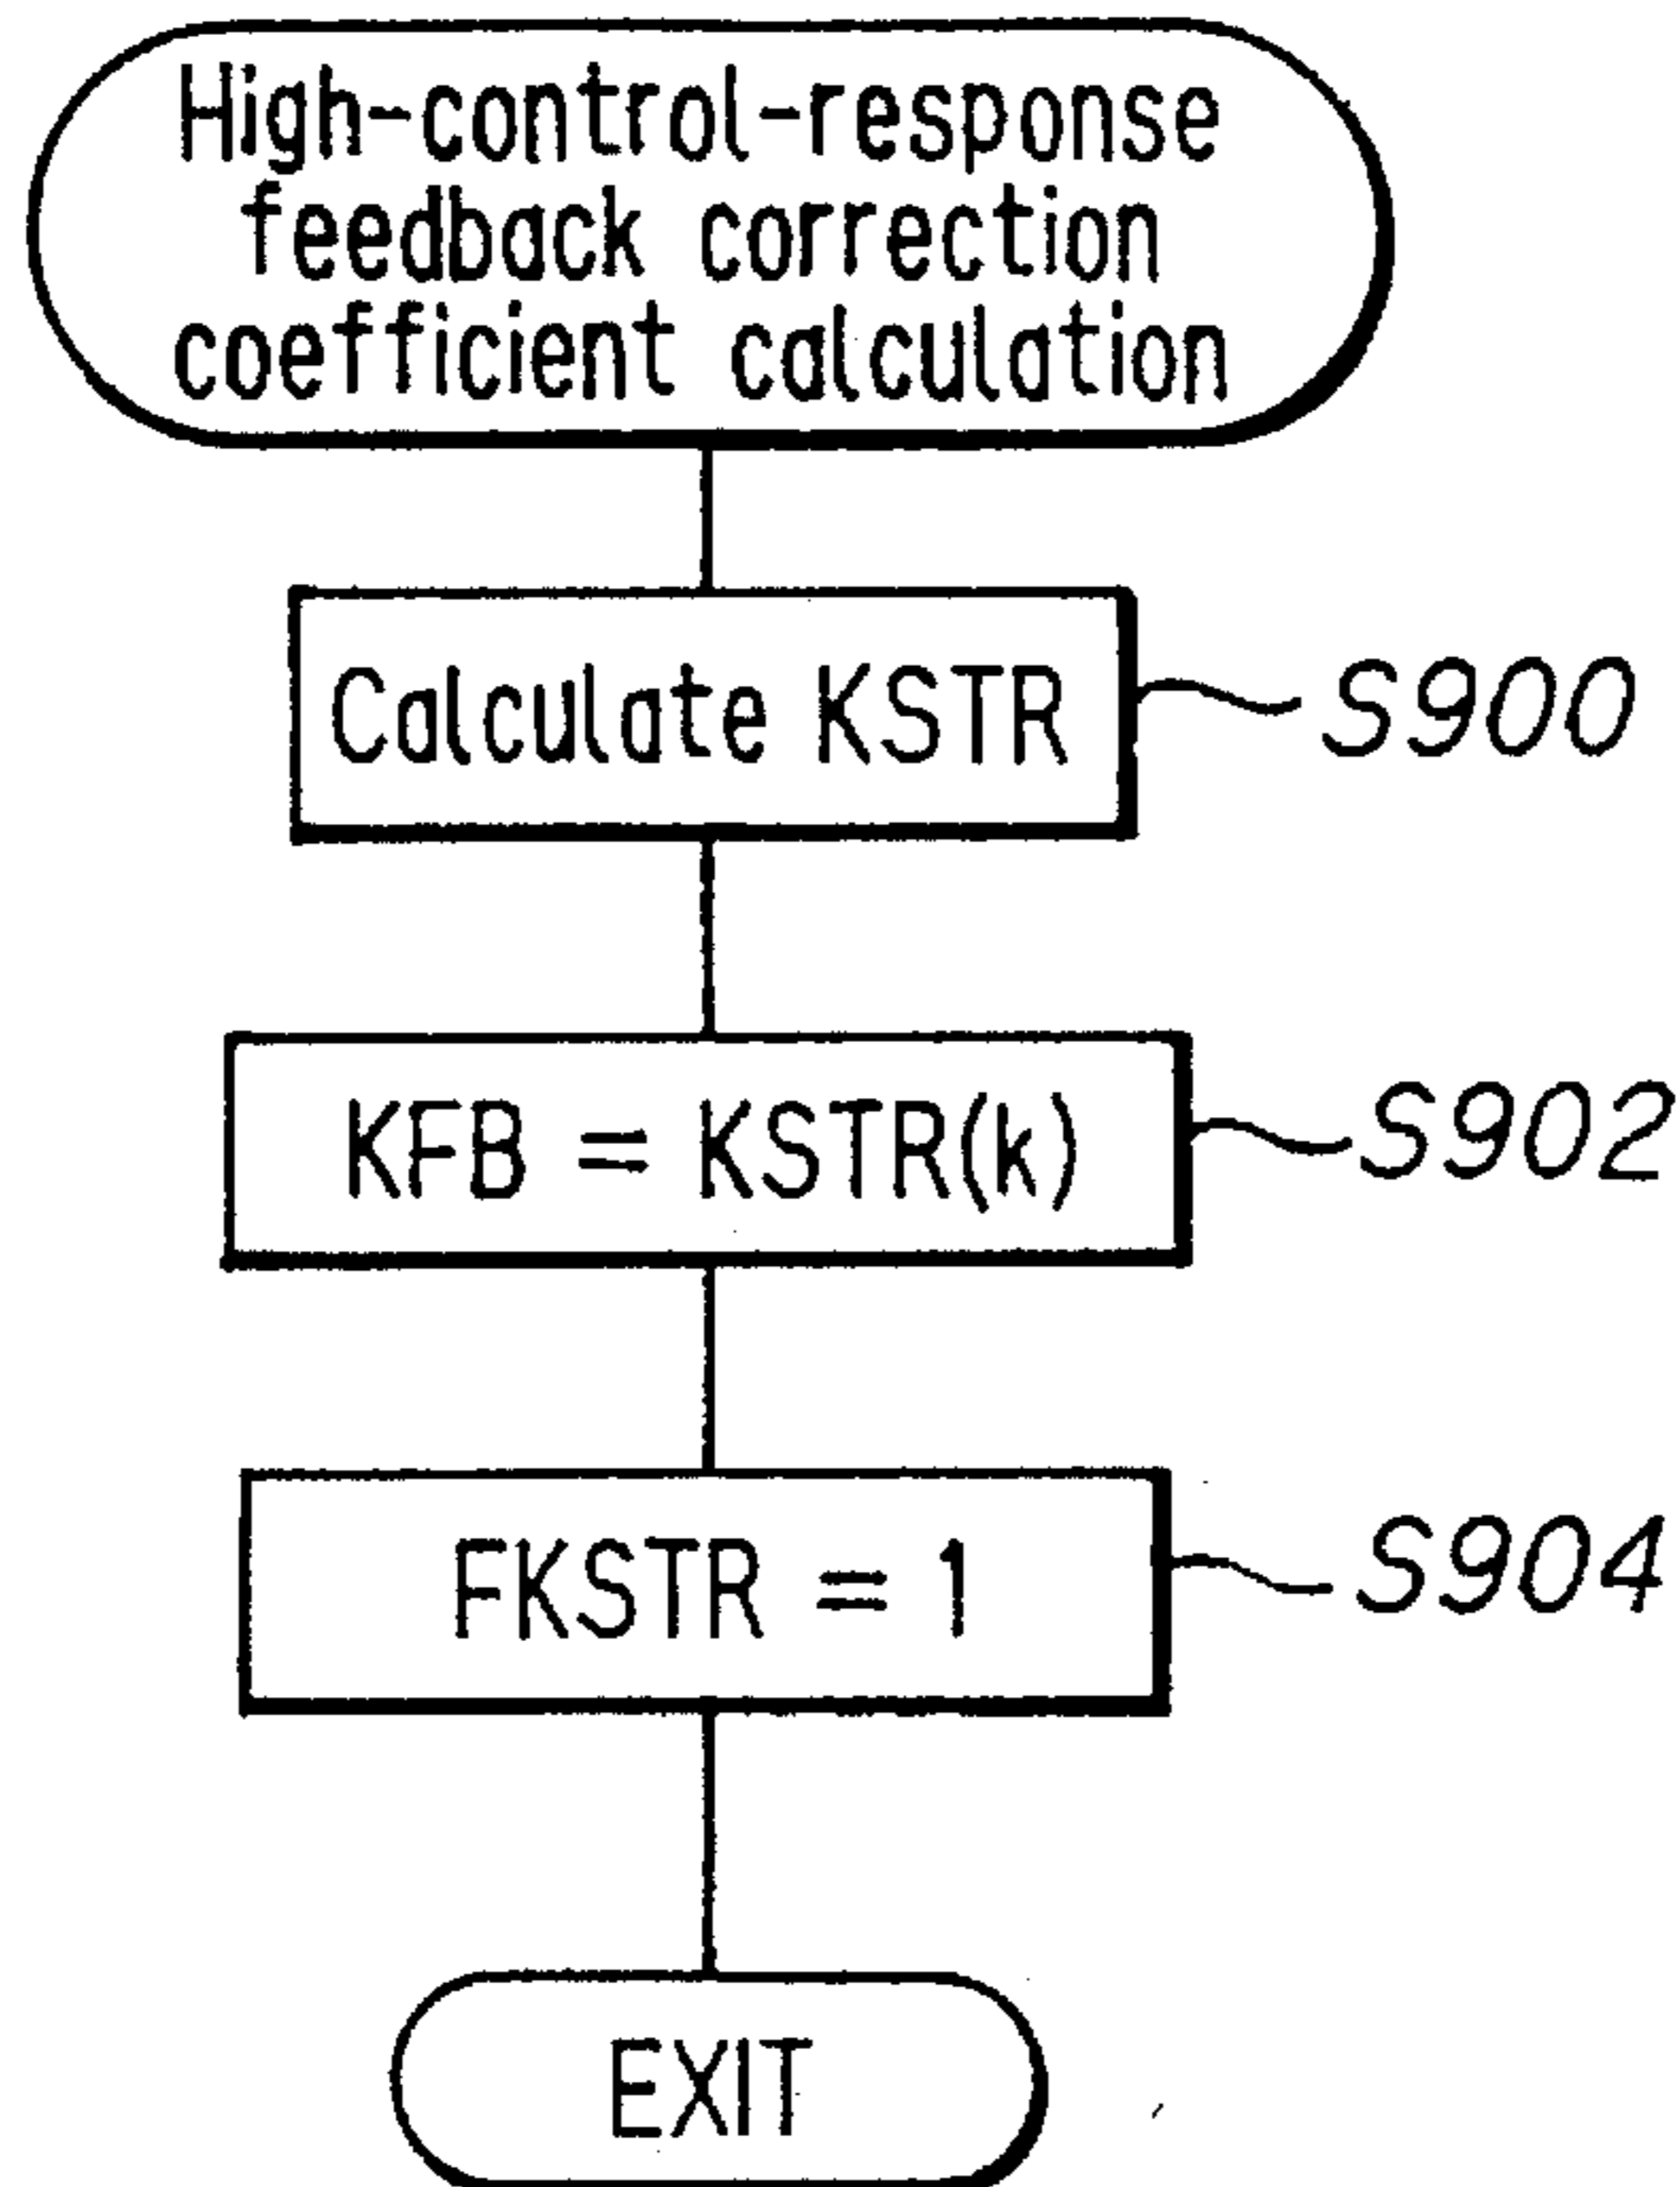 High-control-response
feedback correction
coefficient calculation
Calculate KSTR
S900
KFB = KSTR(k)
S902
FKSTR = 1
S904
EXIT